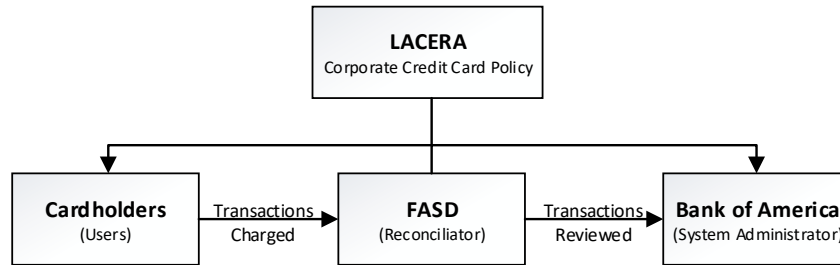 LACERA
Corporate Credit Card Policy
Cardholders
(Users)
Transactions
Charged
FASD
(Reconciliator)
Transactions
Reviewed
Bank of America
(System Administrator)